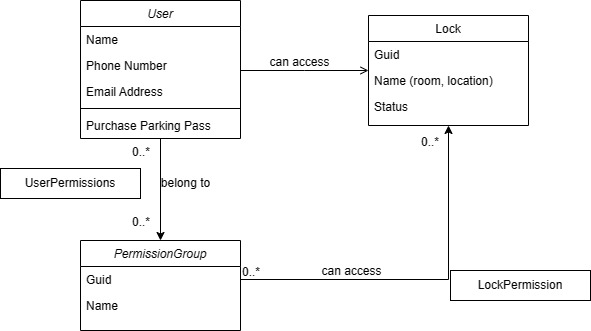 User
Name
Phone Number
Email Address
Purchase Parking Pass
can access
Lock
Guid
Name (room, location)
Status
0..*
0..*
UserPermissions
belong to
0..*
PermissionGroup
Guid
Name
0..*
can access
LockPermission